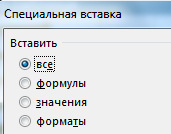 Специальная вставка
Вставить
все
формулы
значения
форматы